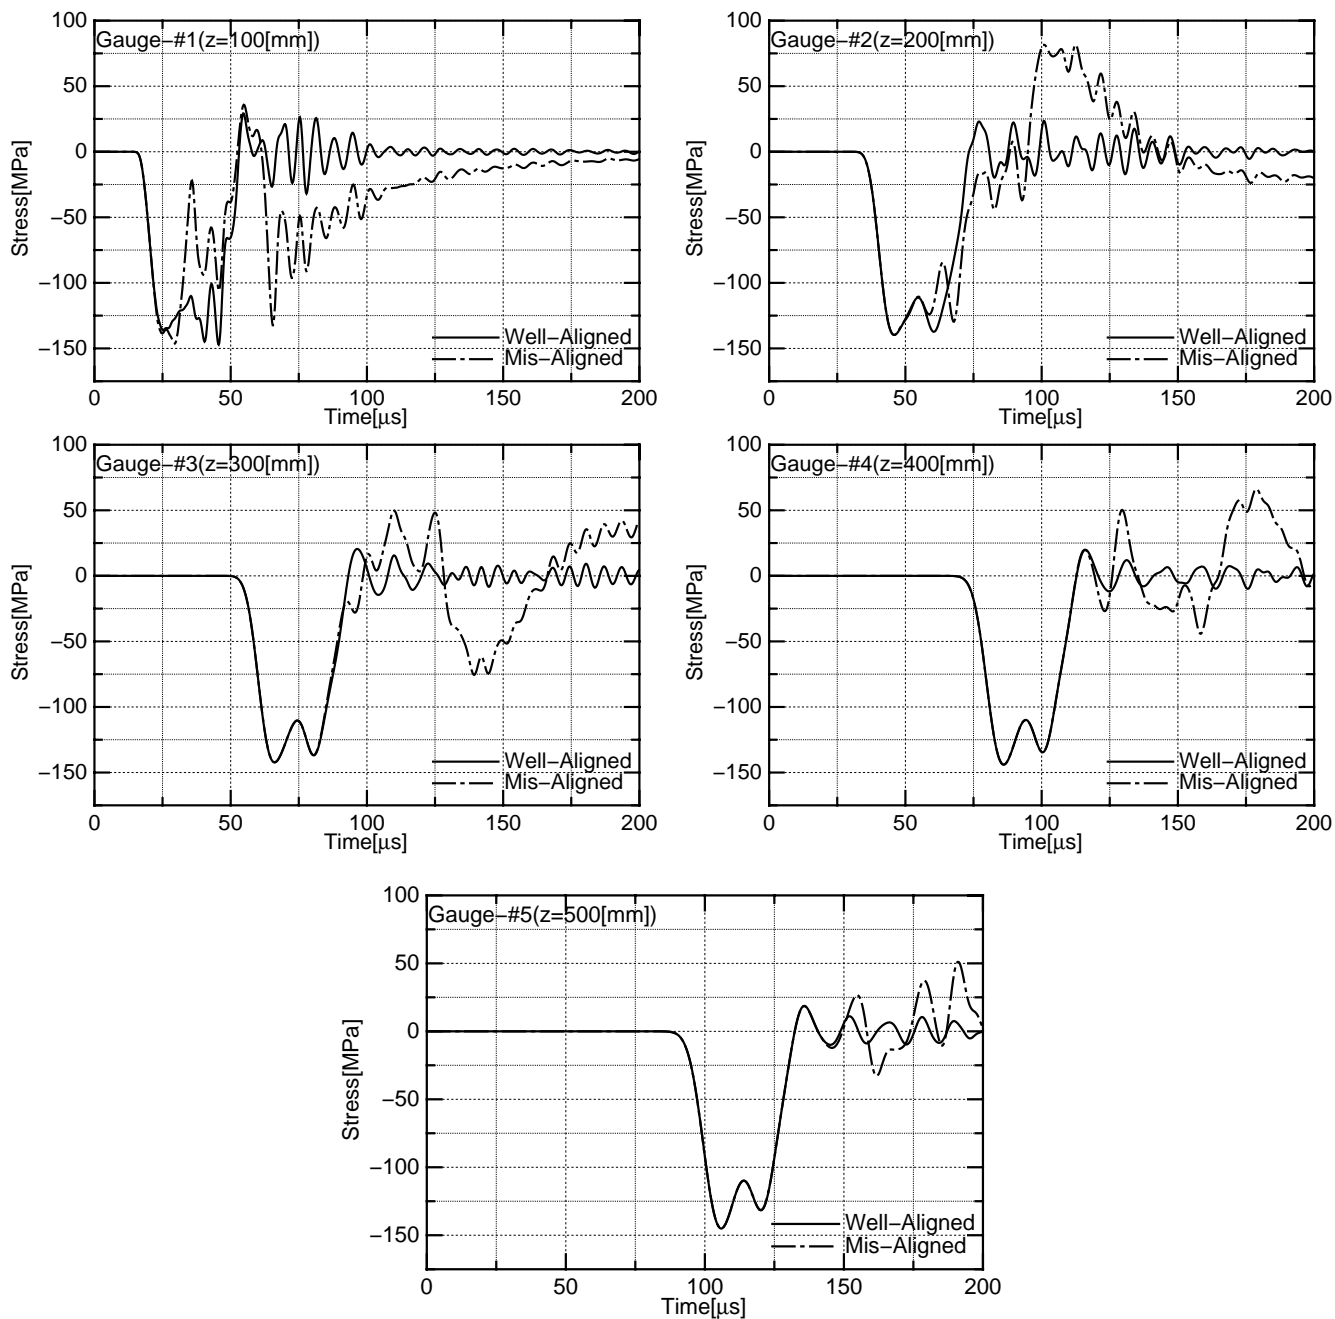 100
Gauge−#1(z=100[mm])
50
0
−50
−100
−150
Stress[MPa]
Well−Aligned
Mis−Aligned
0 50 100 150 200
Time[μs]
100
Gauge−#2(z=200[mm])
50
0
−50
−100
−150
Stress[MPa]
Well−Aligned
Mis−Aligned
0 50 100 150 200
Time[μs]
100
Gauge−#3(z=300[mm])
50
0
−50
−100
−150
Stress[MPa]
Well−Aligned
Mis−Aligned
0 50 100 150 200
Time[μs]
100
Gauge−#4(z=400[mm])
50
0
−50
−100
−150
Stress[MPa]
Well−Aligned
Mis−Aligned
0 50 100 150 200
Time[μs]
100
Gauge−#5(z=500[mm])
50
0
−50
−100
−150
Stress[MPa]
Well−Aligned
Mis−Aligned
0 50 100 150 200
Time[μs]